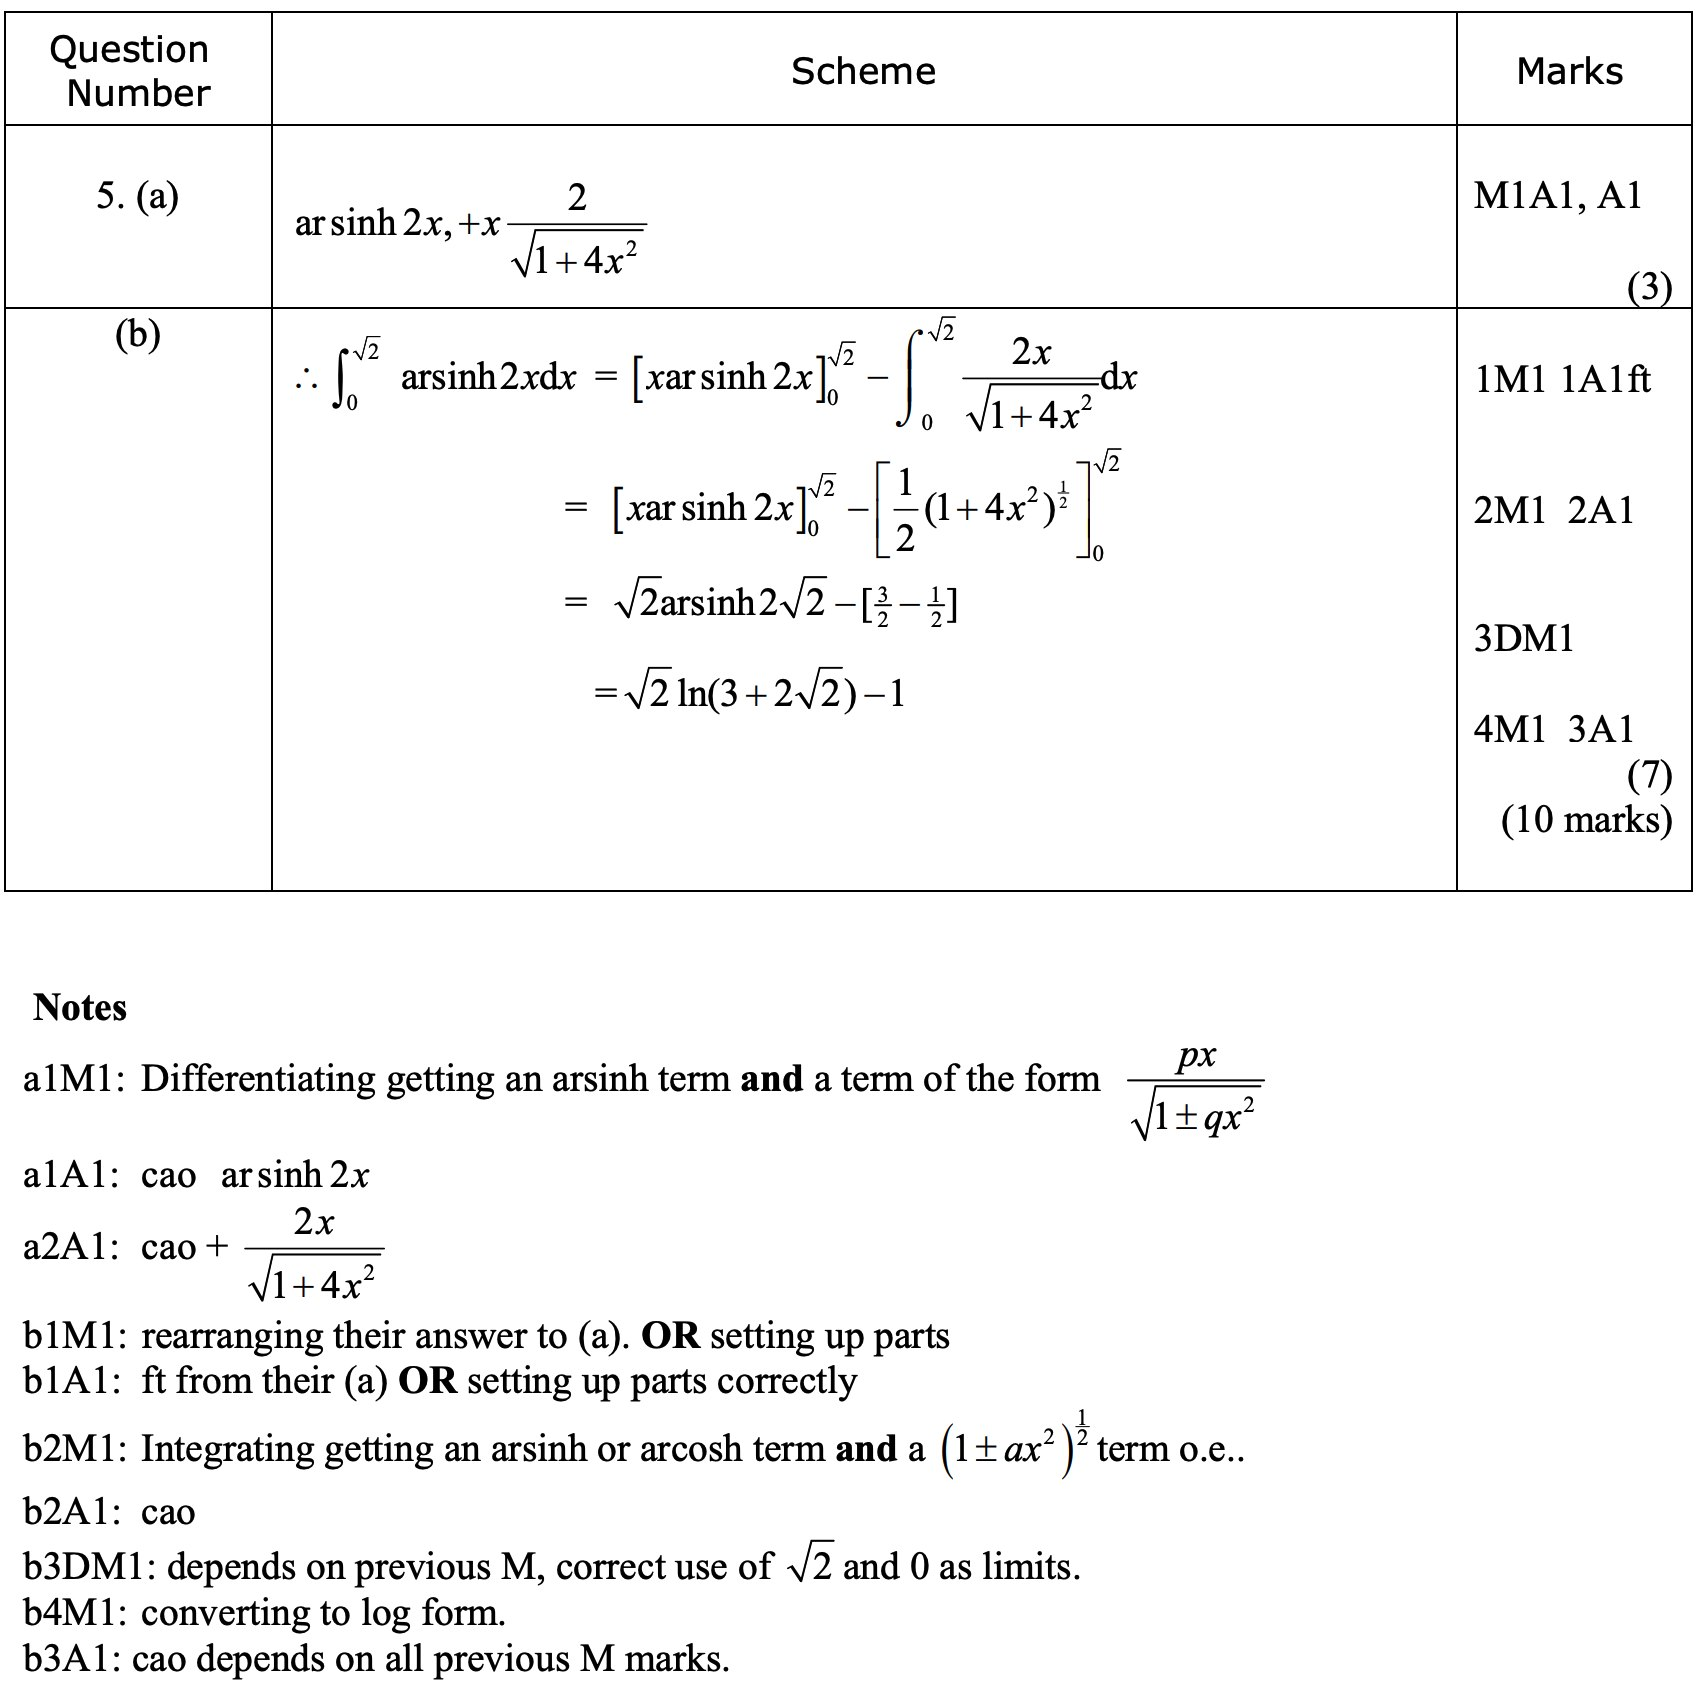 Question Number Scheme Marks
5. (a) ar sinh 2x, +x 2/√(1+4x²) M1A1, A1
(3)
(b) ∴ ∫₀^√2 arsinh2xdx = [xar sinh 2x]₀^√2 − ∫₀^√2 2x/√(1+4x²) dx 1M1 1A1ft
= [xar sinh 2x]₀^√2 − [1/2 (1+4x²)^(1/2)]₀^√2 2M1 2A1
= √2arsinh2√2 −[3/2 − 1/2]
3DM1
=√2 ln(3+2√2)−1
4M1 3A1
(7)
(10 marks)
Notes
a1M1: Differentiating getting an arsinh term and a term of the form px/√(1±qx²)
a1A1: cao ar sinh 2x
a2A1: cao + 2x/√(1+4x²)
b1M1: rearranging their answer to (a). OR setting up parts
b1A1: ft from their (a) OR setting up parts correctly
b2M1: Integrating getting an arsinh or arcosh term and a (1±ax²)^(1/2) term o.e..
b2A1: cao
b3DM1: depends on previous M, correct use of √2 and 0 as limits.
b4M1: converting to log form.
b3A1: cao depends on all previous M marks.